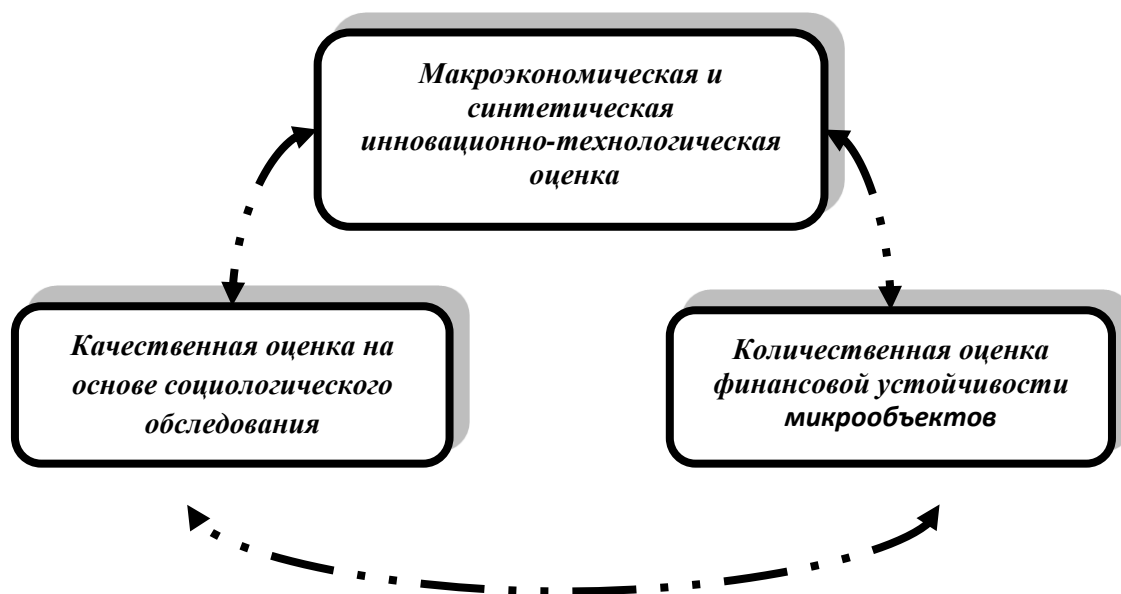 Макроэкономическая и
синтетическая
инновационно-технологическая
оценка
Качественная оценка на
основе социологического
обследования
Количественная оценка
финансовой устойчивости
микрообъектов